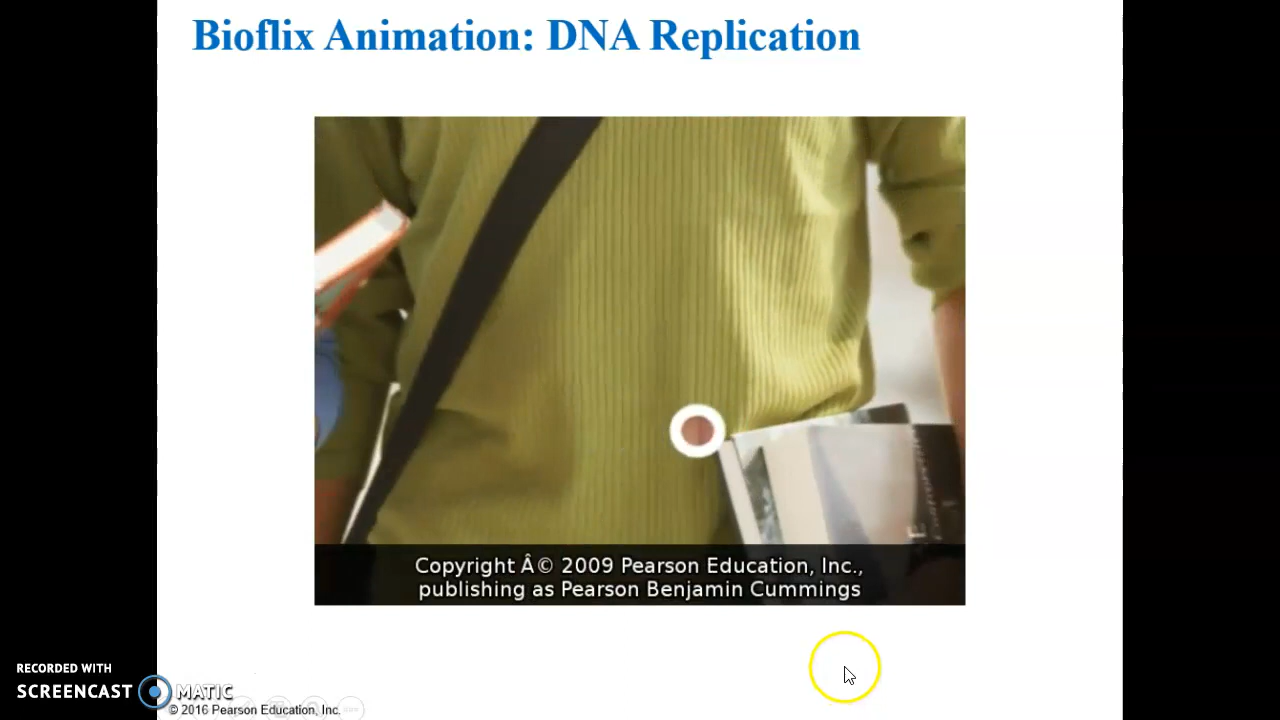 Bioflix Animation: DNA Replication
Copyright Â© 2009 Pearson Education, Inc.,
publishing as Pearson Benjamin Cummings
RECORDED WITH
SCREENCAST MATIC
© 2016 Pearson Education, Inc.